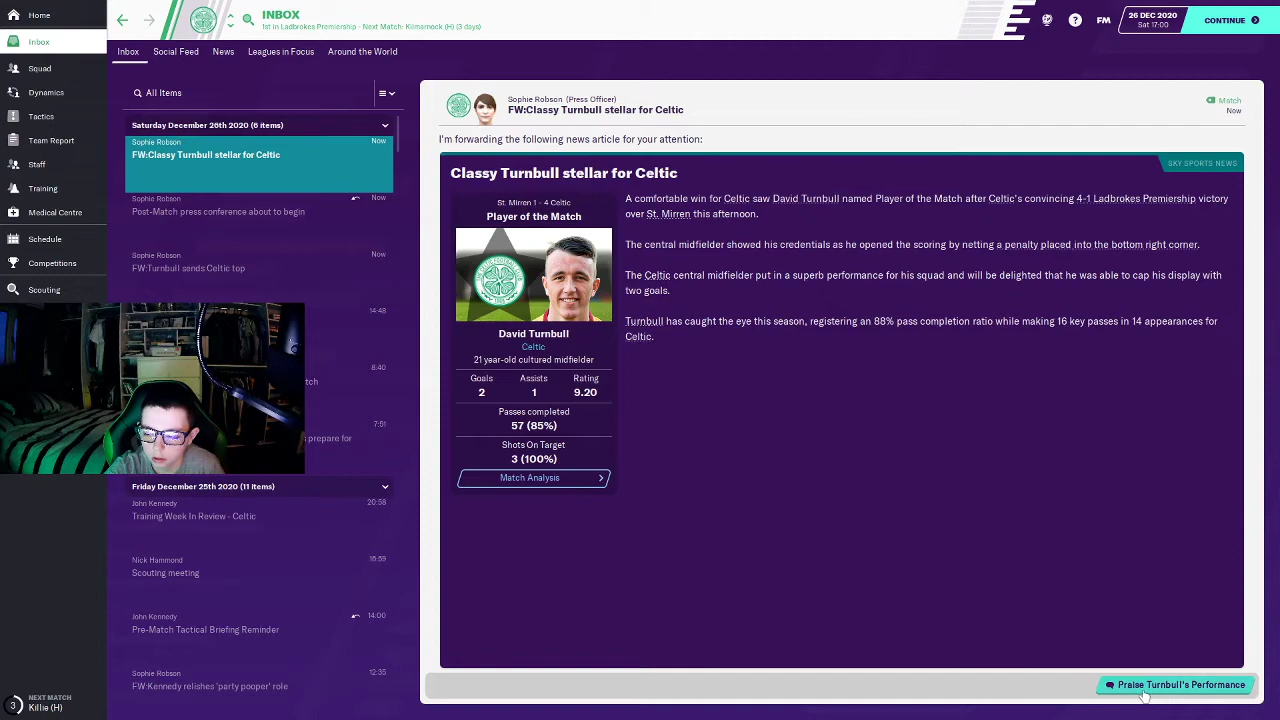 Home
Inbox
Squad
Dynamics
Tactics
Team Report
Staff
Training
Medical Centre
Schedule
Competitions
Scouting
NEXT MATCH
3 Killie (H)
INBOX
1st in Ladbrokes Premiership - Next Match: Kilmarnock (H) (3 days)
?
FM
26 DEC 2020
Sat 17:00
CONTINUE
Inbox Social Feed News Leagues in Focus Around the World
All Items
Saturday December 26th 2020 (6 items)
Sophie Robson Now
FW:Classy Turnbull stellar for Celtic
Sophie Robson Now
Post-Match press conference about to begin
Sophie Robson Now
FW:Turnbull sends Celtic top
14:48
8:40
7:51
prepare for
Friday December 25th 2020 (11 items)
John Kennedy 20:58
Training Week In Review - Celtic
Nick Hammond 16:59
Scouting meeting
John Kennedy 14:00
Pre-Match Tactical Briefing Reminder
Sophie Robson 12:35
FW:Kennedy relishes 'party pooper' role
Sophie Robson (Press Officer)
FW:Classy Turnbull stellar for Celtic
Match
Now
I'm forwarding the following news article for your attention:
SKY SPORTS NEWS
Classy Turnbull stellar for Celtic
St. Mirren 1 - 4 Celtic
Player of the Match
David Turnbull
Celtic
21 year-old cultured midfielder
Goals Assists Rating
2 1 9.20
Passes completed
57 (85%)
Shots On Target
3 (100%)
Match Analysis
A comfortable win for Celtic saw David Turnbull named Player of the Match after Celtic's convincing 4-1 Ladbrokes Premiership victory
over St. Mirren this afternoon.
The central midfielder showed his credentials as he opened the scoring by netting a penalty placed into the bottom right corner.
The Celtic central midfielder put in a superb performance for his squad and will be delighted that he was able to cap his display with
two goals.
Turnbull has caught the eye this season, registering an 88% pass completion ratio while making 16 key passes in 14 appearances for
Celtic.
Praise Turnbull's Performance